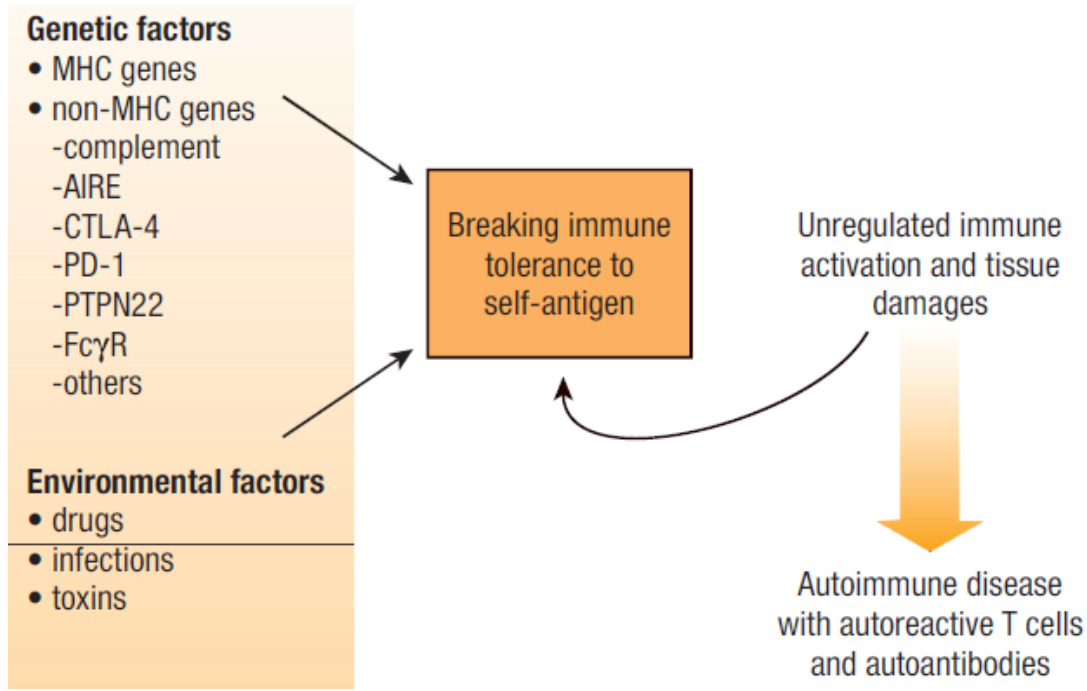 Genetic factors
• MHC genes
• non-MHC genes
-complement
-AIRE
-CTLA-4
-PD-1
-PTPN22
-FcγR
-others
Environmental factors
• drugs
• infections
• toxins
Breaking immune
tolerance to
self-antigen
Unregulated immune
activation and tissue
damages
Autoimmune disease
with autoreactive T cells
and autoantibodies